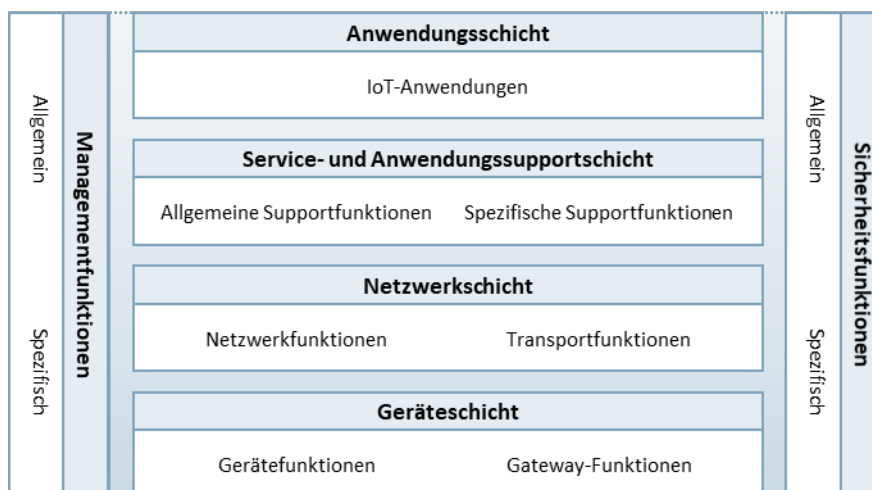 Allgemein
Spezifisch
Managementfunktionen
Anwendungsschicht
IoT-Anwendungen
Service- und Anwendungssupportschicht
Allgemeine Supportfunktionen Spezifische Supportfunktionen
Netzwerkschicht
Netzwerkfunktionen Transportfunktionen
Geräteschicht
Gerätefunktionen Gateway-Funktionen
Allgemein
Spezifisch
Sicherheitsfunktionen